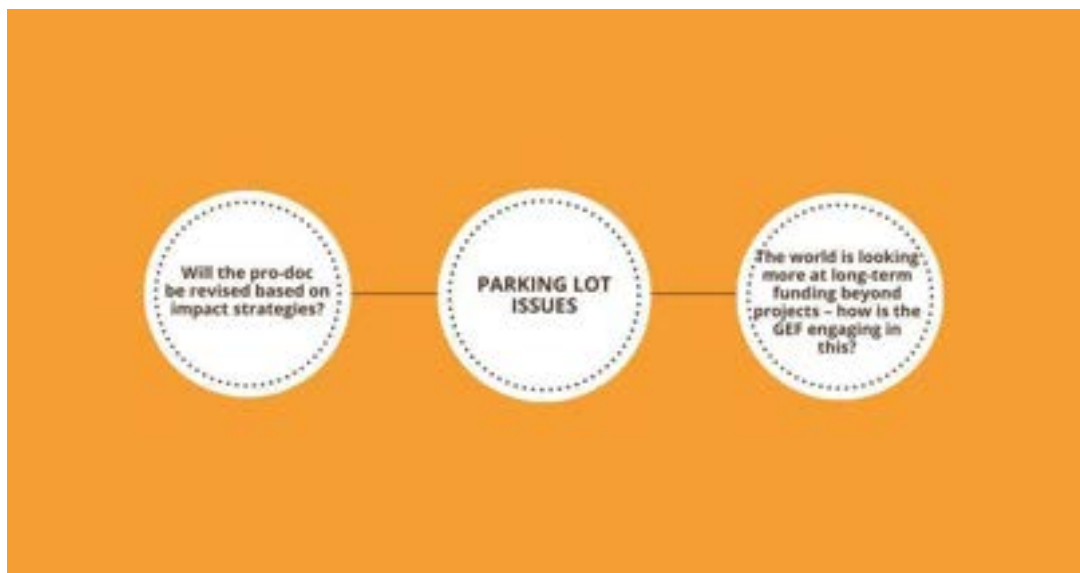 Will the pro-doc
be revised based on
impact strategies?
PARKING LOT
ISSUES
The world is looking
more at long-term
funding beyond
projects – how is the
GEF engaging in
this?